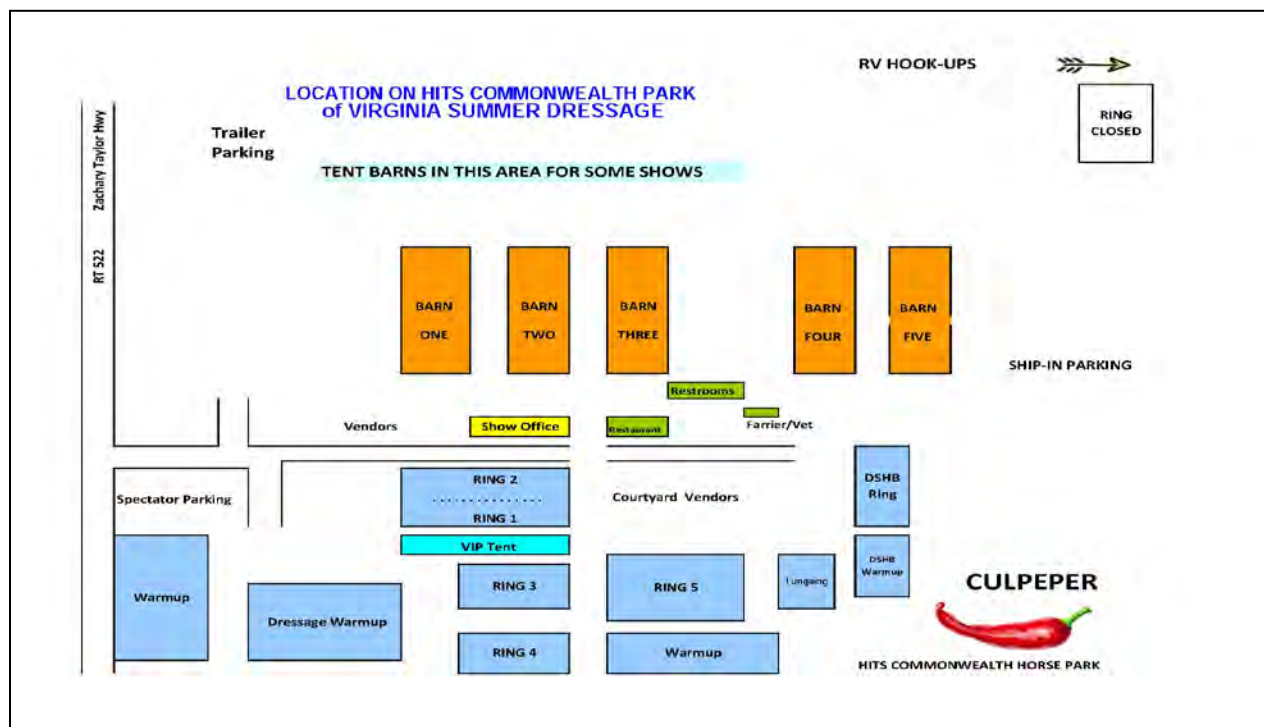 RV HOOK-UPS
LOCATION ON HITS COMMONWEALTH PARK
of VIRGINIA SUMMER DRESSAGE
RING
CLOSED
Zachary Taylor Hwy
RT 522
Trailer
Parking
TENT BARNS IN THIS AREA FOR SOME SHOWS
BARN
ONE
BARN
TWO
BARN
THREE
BARN
FOUR
BARN
FIVE
SHIP-IN PARKING
Restrooms
Vendors
Show Office
Restaurant
Farrier/Vet
Spectator Parking
RING 2
RING 1
Courtyard Vendors
DSHB
Ring
VIP Tent
Warmup
Dressage Warmup
RING 3
RING 5
Lungeing
DSHB
Warmup
CULPEPER
RING 4
Warmup
HITS COMMONWEALTH HORSE PARK